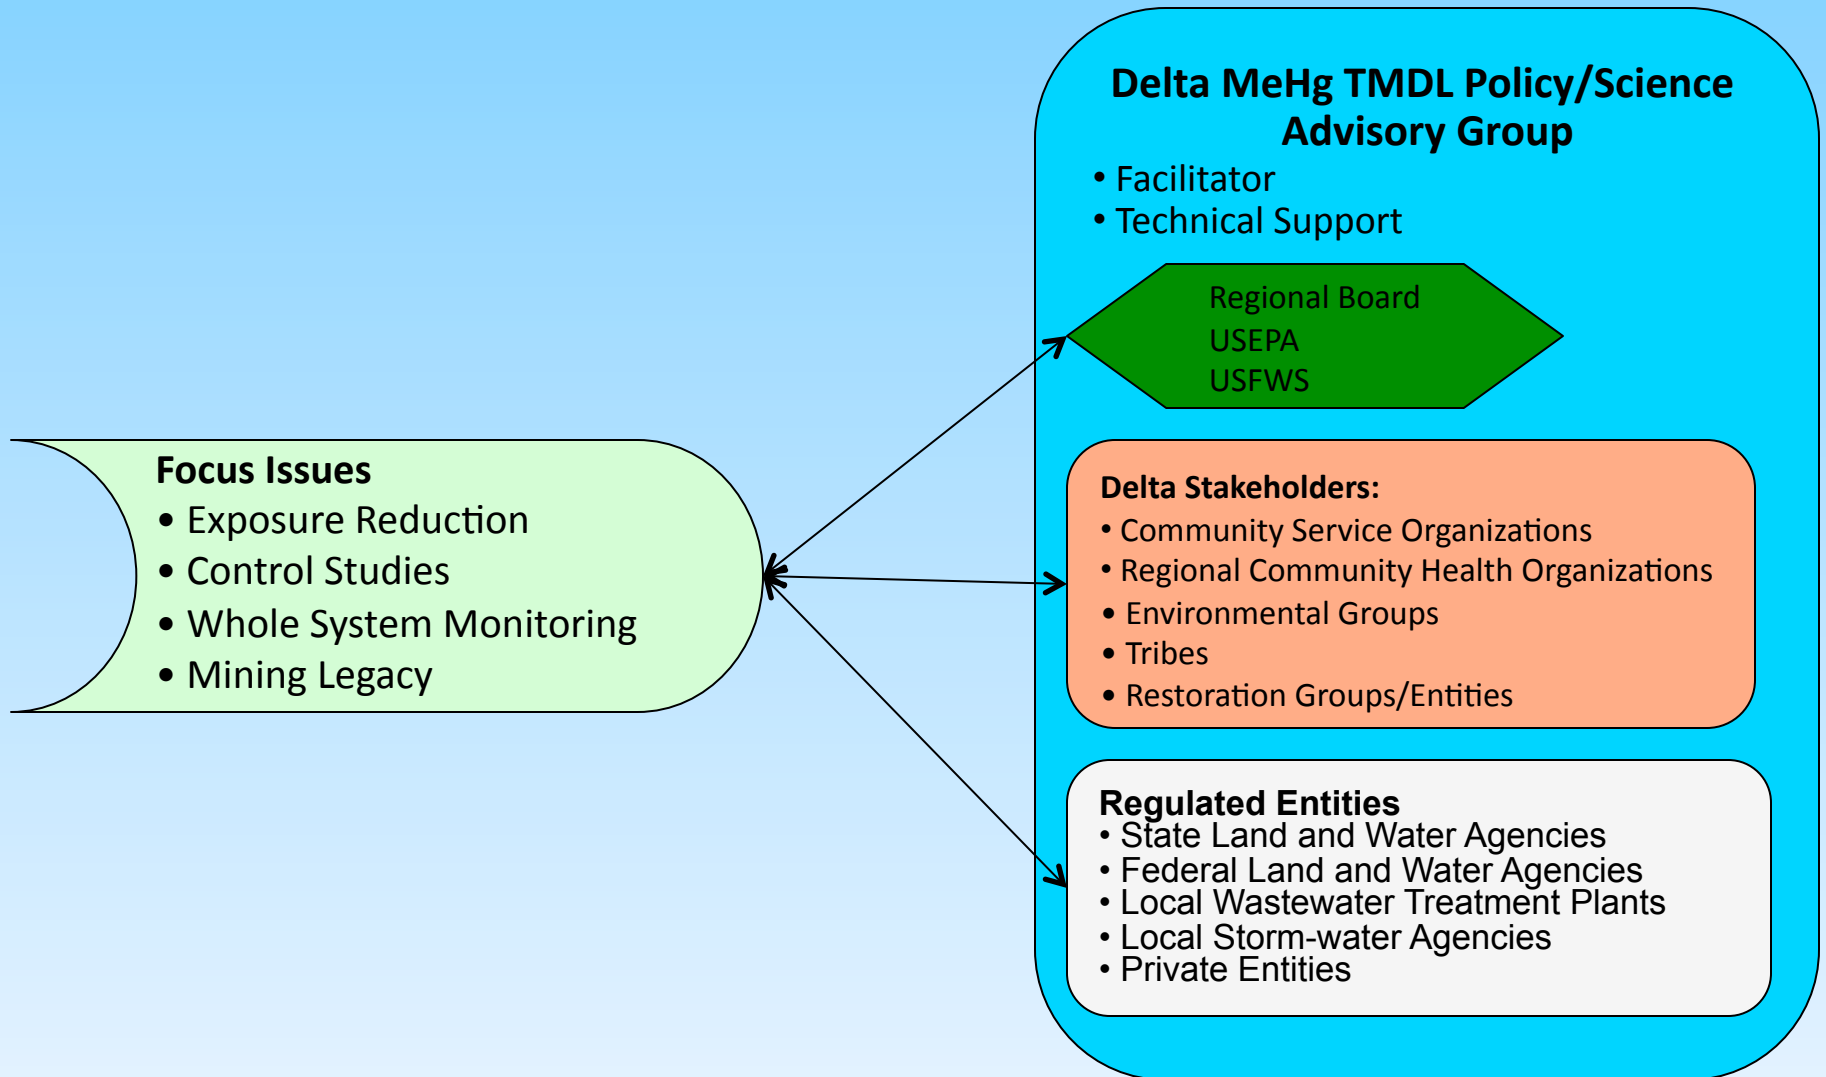 Delta MeHg TMDL Policy/Science
Advisory Group
• Facilitator
• Technical Support
Regional Board
USEPA
USFWS
Focus Issues
• Exposure Reduction
• Control Studies
• Whole System Monitoring
• Mining Legacy
Delta Stakeholders:
• Community Service Organizations
• Regional Community Health Organizations
• Environmental Groups
• Tribes
• Restoration Groups/Entities
Regulated Entities
• State Land and Water Agencies
• Federal Land and Water Agencies
• Local Wastewater Treatment Plants
• Local Storm-water Agencies
• Private Entities